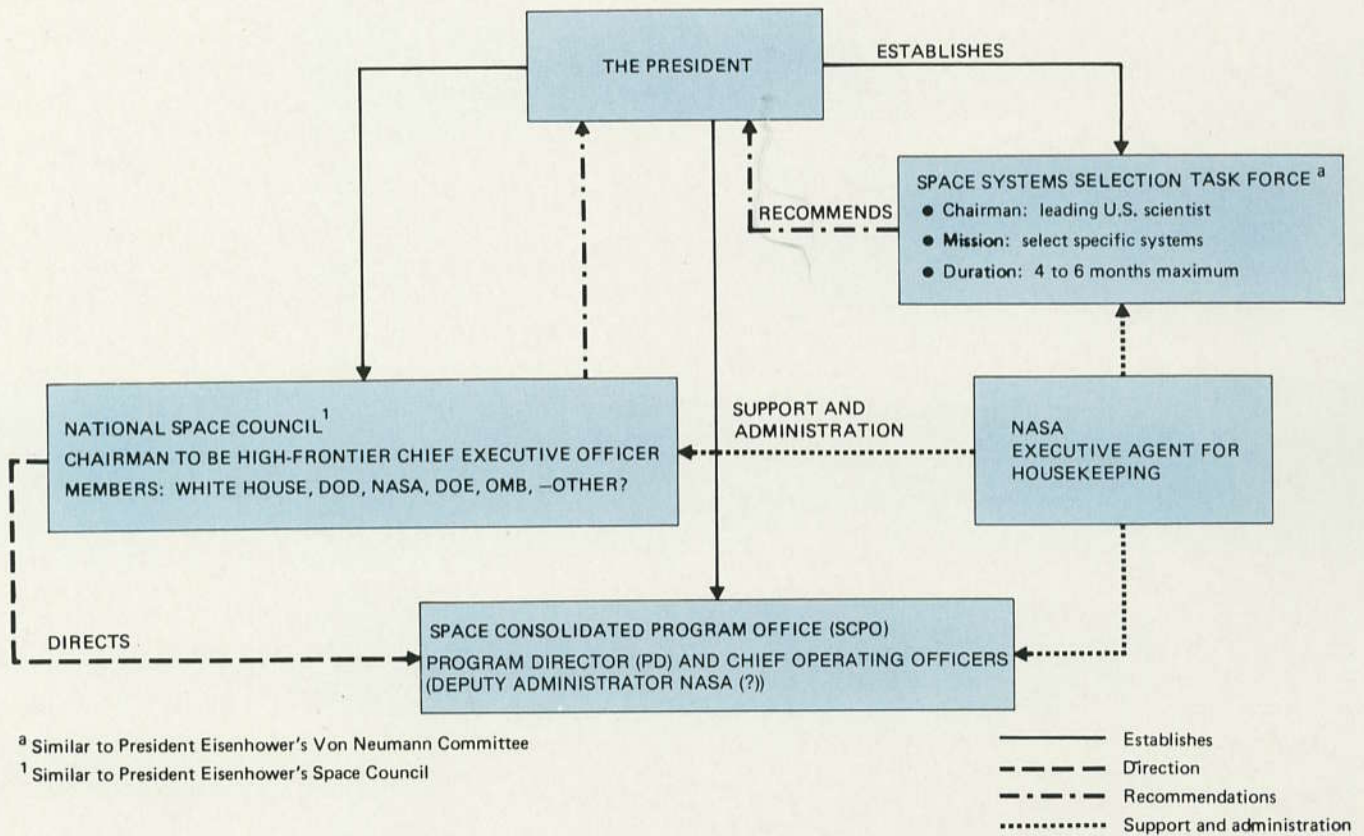 THE PRESIDENT
ESTABLISHES
SPACE SYSTEMS SELECTION TASK FORCE a
● Chairman: leading U.S. scientist
● Mission: select specific systems
● Duration: 4 to 6 months maximum
RECOMMENDS
NATIONAL SPACE COUNCIL1
CHAIRMAN TO BE HIGH-FRONTIER CHIEF EXECUTIVE OFFICER
MEMBERS: WHITE HOUSE, DOD, NASA, DOE, OMB, –OTHER?
SUPPORT AND
ADMINISTRATION
NASA
EXECUTIVE AGENT FOR
HOUSEKEEPING
DIRECTS
SPACE CONSOLIDATED PROGRAM OFFICE (SCPO)
PROGRAM DIRECTOR (PD) AND CHIEF OPERATING OFFICERS
(DEPUTY ADMINISTRATOR NASA (?))
a Similar to President Eisenhower's Von Neumann Committee
1 Similar to President Eisenhower's Space Council
Establishes
Direction
Recommendations
Support and administration